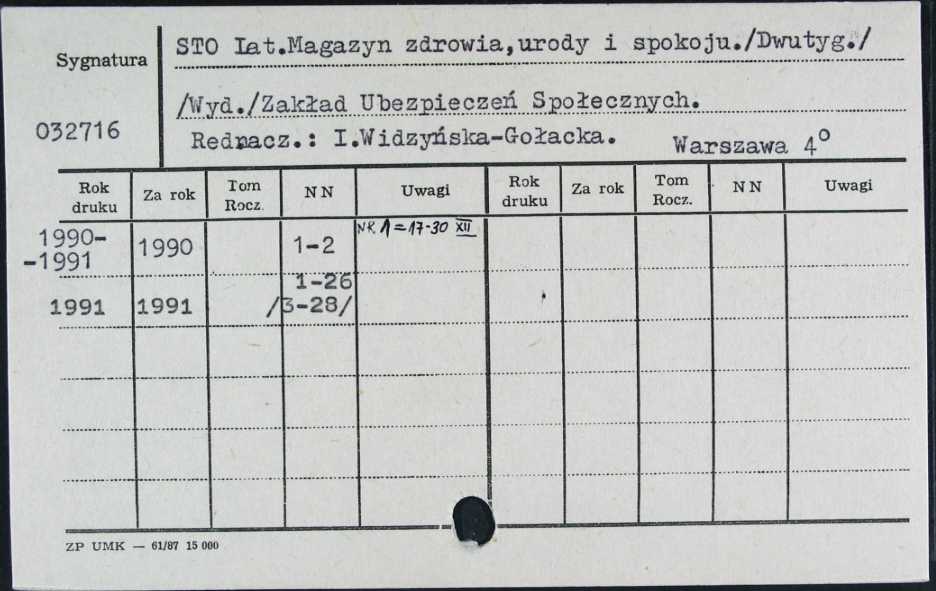 Sygnatura
STO Lat.Magazyn zdrowia,urody i spokoju./Dwutyg./
/Wyd./Zakład Ubezpieczeń Społecznych.
032716
Rednacz.: I.Widzyńska-Gołacka. Warszawa 4°
Rok druku Za rok Tom Rocz. NN Uwagi Rok druku Za rok Tom Rocz. NN Uwagi
1990-
-1991 1990 1-2 NR 1=17-30 XII
1-26
1991 1991 /3-28/
ZP UMK — 61/87 15 000